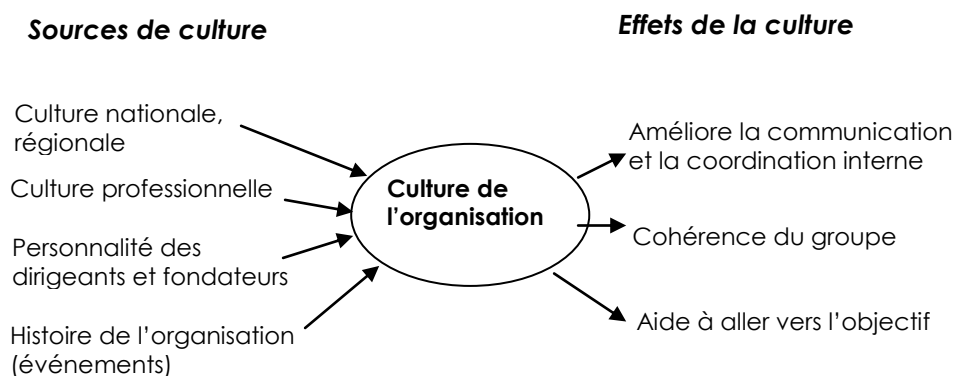 Sources de culture
Effets de la culture
Culture nationale,
régionale
Culture professionnelle
Personnalité des
dirigeants et fondateurs
Histoire de l’organisation
(événements)
Culture de
l’organisation
Améliore la communication
et la coordination interne
Cohérence du groupe
Aide à aller vers l’objectif